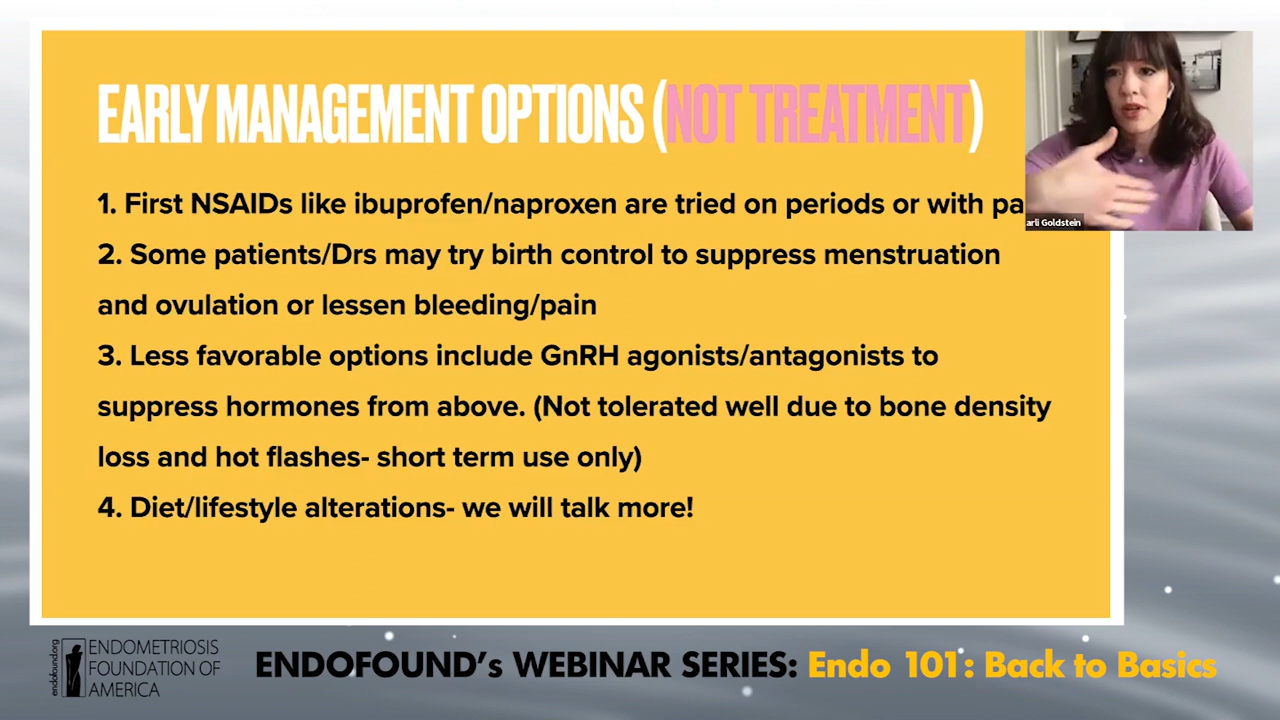 EARLY MANAGEMENT OPTIONS (NOT TREATMENT)
1. First NSAIDs like ibuprofen/naproxen are tried on periods or with pa
2. Some patients/Drs may try birth control to suppress menstruation
and ovulation or lessen bleeding/pain
3. Less favorable options include GnRH agonists/antagonists to
suppress hormones from above. (Not tolerated well due to bone density
loss and hot flashes- short term use only)
4. Diet/lifestyle alterations- we will talk more!
arli Goldstein
endofound.org
ENDOMETRIOSIS
FOUNDATION OF
AMERICA
ENDOFOUND's WEBINAR SERIES: Endo 101: Back to Basics